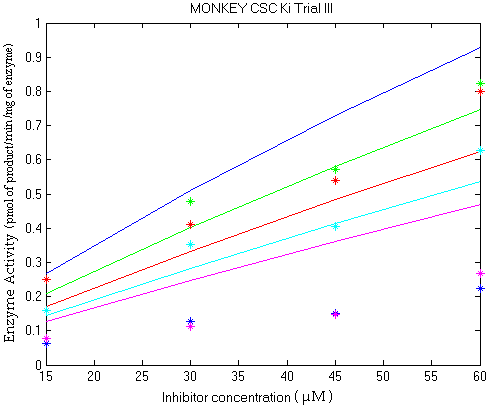 MONKEY CSC Ki Trial III
1
0.9
0.8
0.7
0.6
0.5
0.4
0.3
0.2
0.1
0
Enzyme Activity (pmol of product/min/mg of enzyme)
15 20 25 30 35 40 45 50 55 60
Inhibitor concentration (μM)